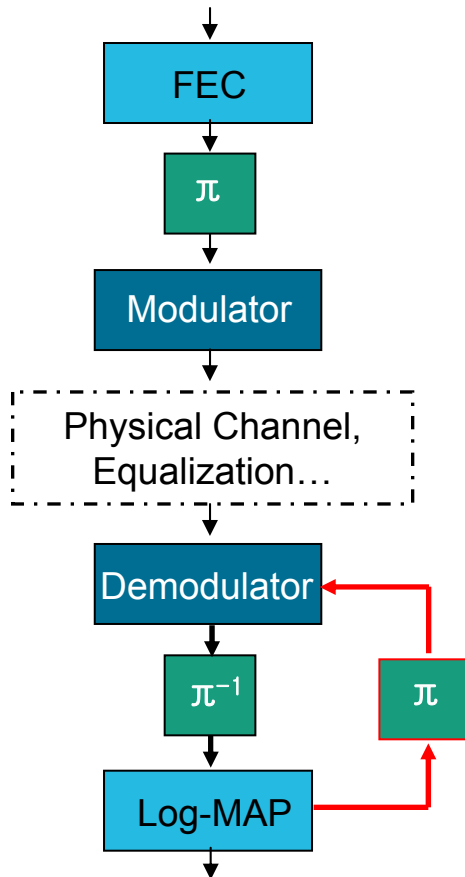 FEC
π
Modulator
Physical Channel,
Equalization…
Demodulator
π⁻¹
π
Log-MAP